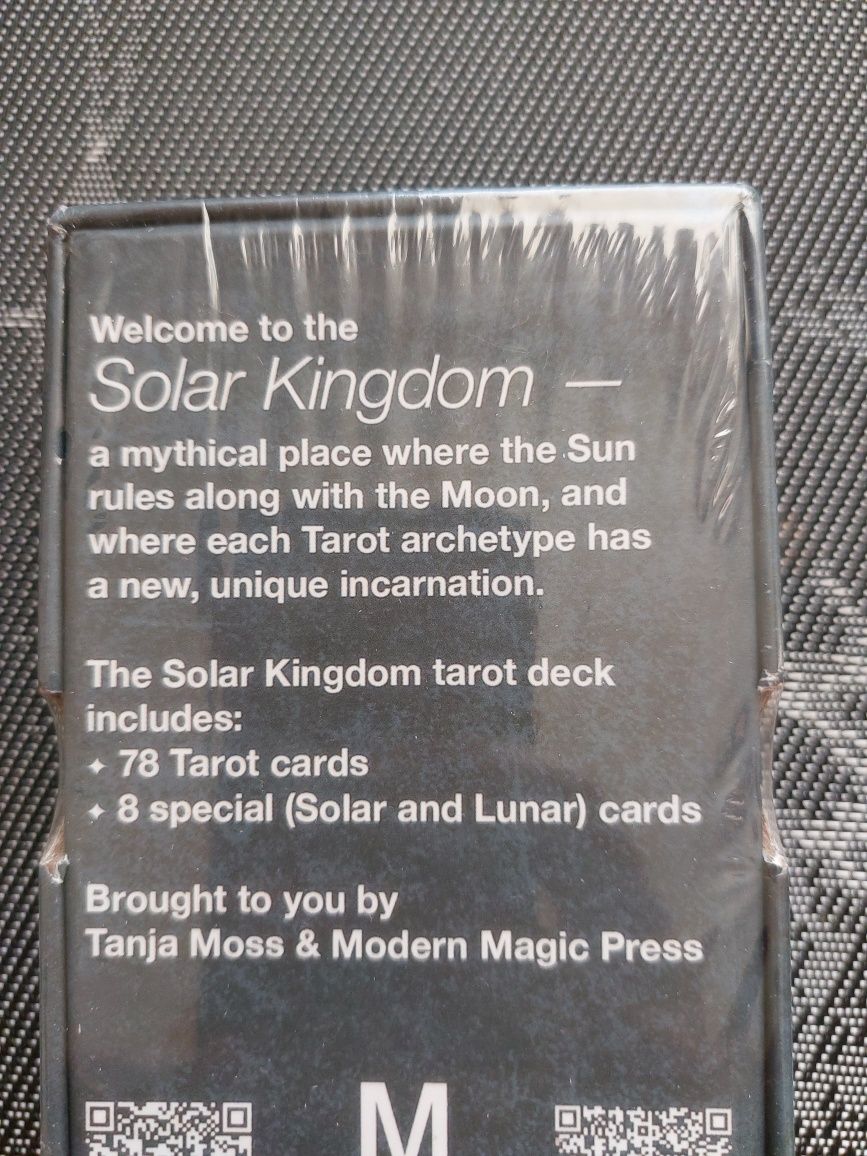 Welcome to the
Solar Kingdom —
a mythical place where the Sun
rules along with the Moon, and
where each Tarot archetype has
a new, unique incarnation.
The Solar Kingdom tarot deck
includes:
✦ 78 Tarot cards
✦ 8 special (Solar and Lunar) cards
Brought to you by
Tanja Moss & Modern Magic Press
M